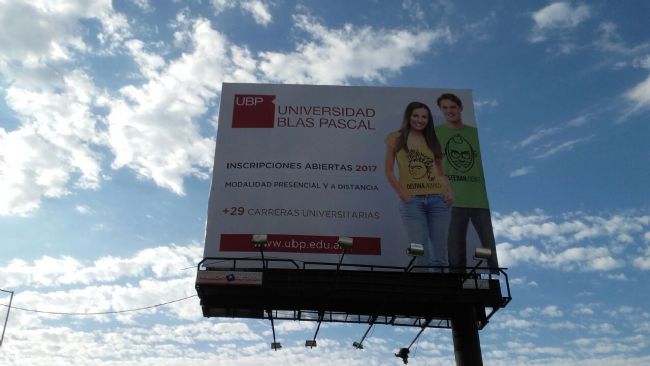 UBP
UNIVERSIDAD
BLAS PASCAL
INSCRIPCIONES ABIERTAS 2017
MODALIDAD PRESENCIAL Y A DISTANCIA
+29 CARRERAS UNIVERSITARIAS
www.ubp.edu.ar